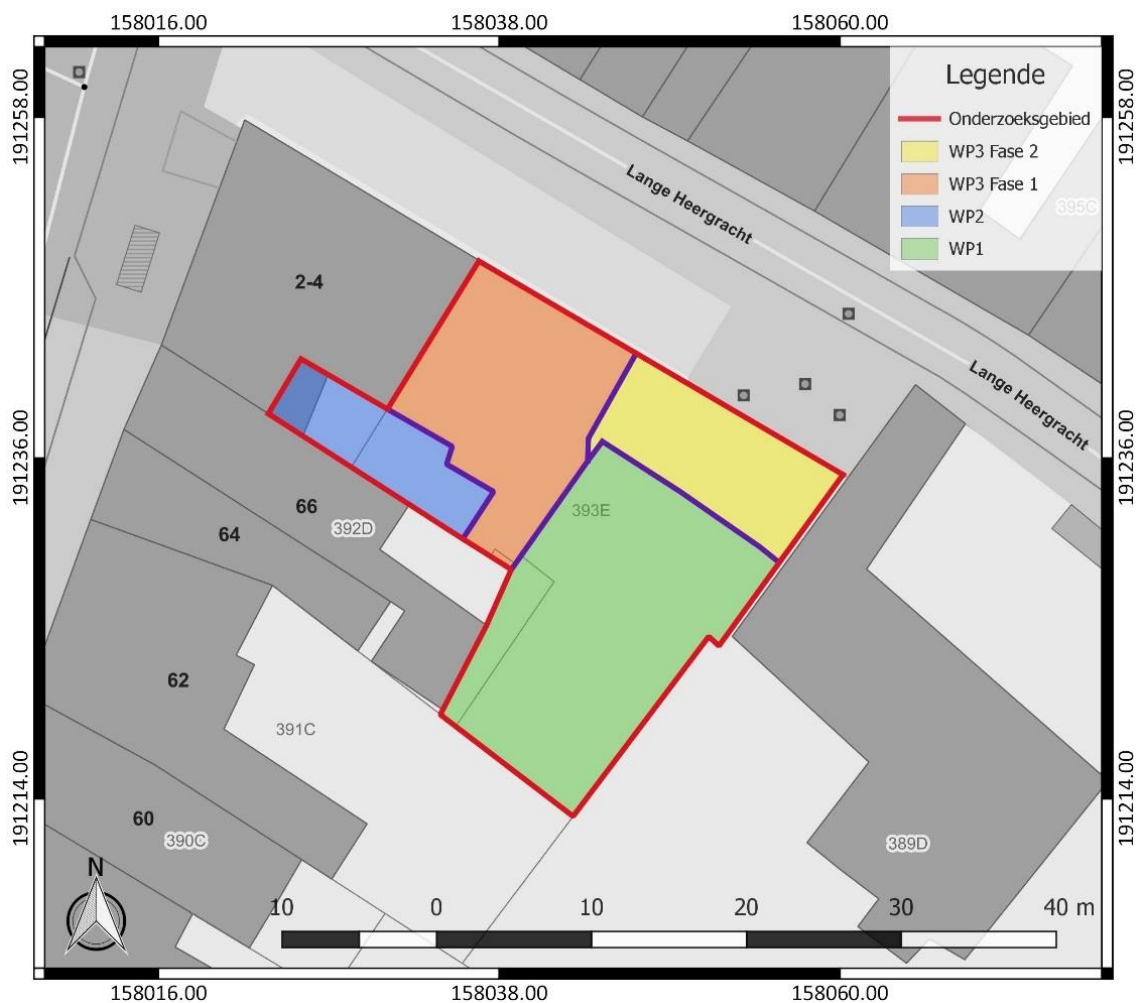 158016.00
158038.00
158060.00
191258.00
191258.00
Legende
Onderzoeksgebied
WP3 Fase 2
WP3 Fase 1
WP2
WP1
395C
Lange Heergracht
2-4
Lange Heergracht
191236.00
191236.00
66
392D
393E
64
62
391C
191214.00
191214.00
60
390C
389D
N
10 0 10 20 30 40 m
158016.00
158038.00
158060.00